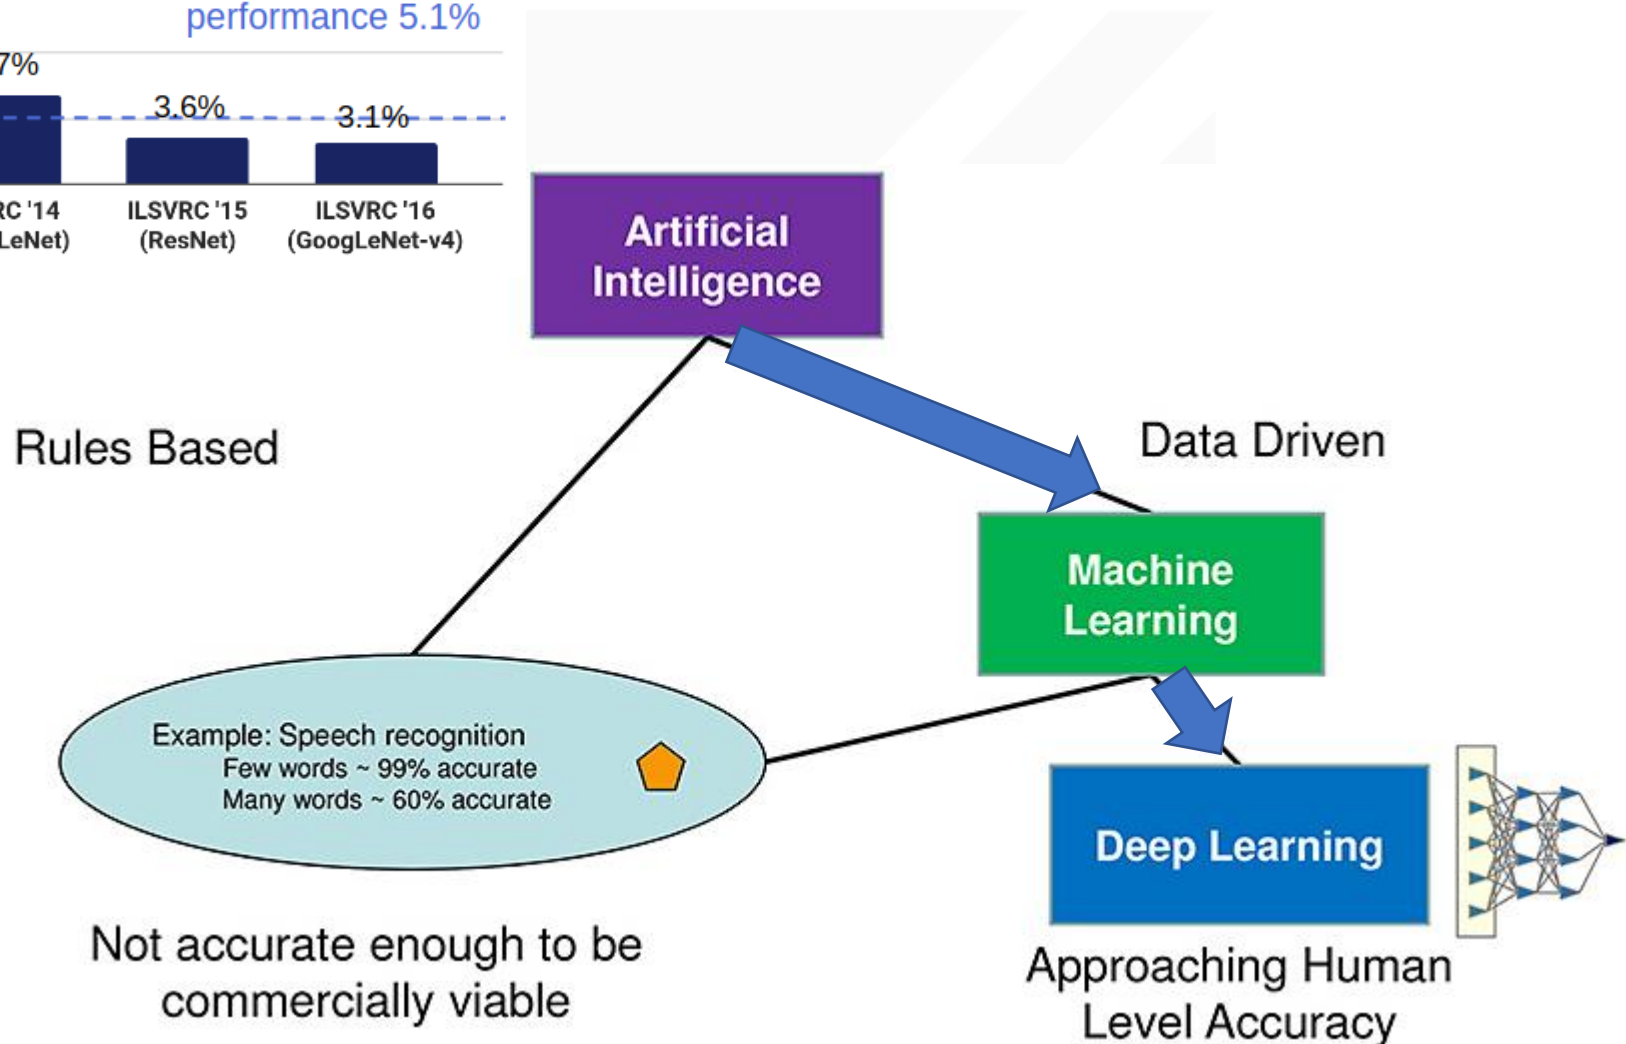 performance 5.1%
7%
3.6%
3.1%
RC '14
LeNet)
ILSVRC '15
(ResNet)
ILSVRC '16
(GoogLeNet-v4)
Artificial
Intelligence
Rules Based
Data Driven
Machine
Learning
Example: Speech recognition
Few words ~ 99% accurate
Many words ~ 60% accurate
Deep Learning
Not accurate enough to be
commercially viable
Approaching Human
Level Accuracy